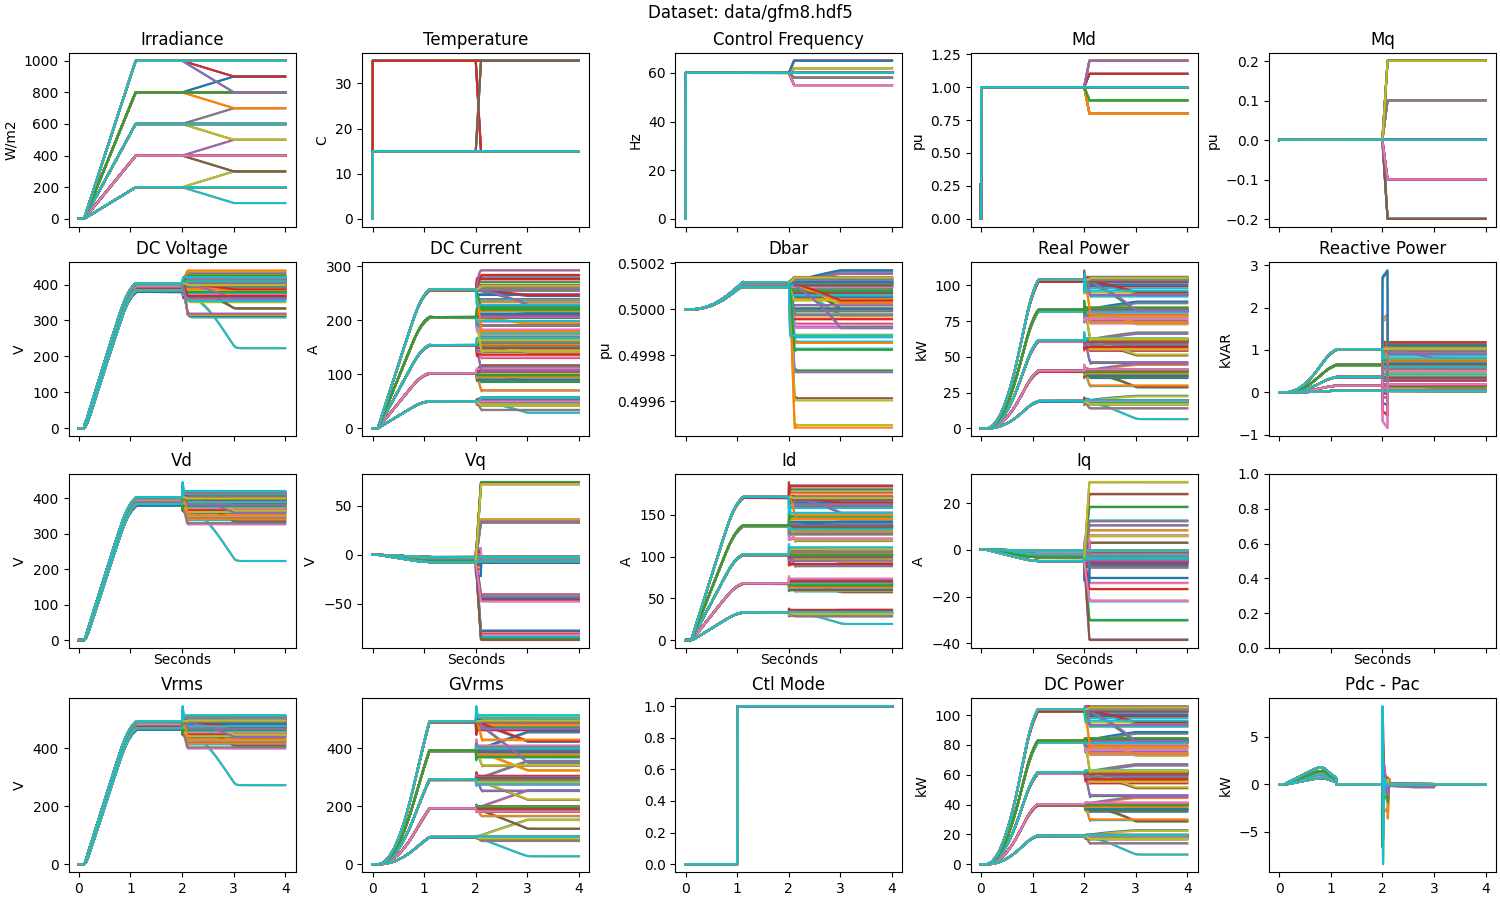 Dataset: data/gfm8.hdf5
Irradiance
W/m2
1000
800
600
400
200
0
Temperature
C
30
20
10
0
Control Frequency
Hz
60
40
20
0
Md
pu
1.25
1.00
0.75
0.50
0.25
0.00
Mq
pu
0.2
0.1
0.0
−0.1
−0.2
DC Voltage
V
400
300
200
100
0
DC Current
A
300
200
100
0
Dbar
pu
0.5002
0.5000
0.4998
0.4996
Real Power
kW
100
75
50
25
0
Reactive Power
kVAR
3
2
1
0
−1
Vd
V
400
300
200
100
0
Seconds
Vq
V
50
0
−50
Seconds
Id
A
150
100
50
0
Seconds
Iq
A
20
0
−20
−40
Seconds
1.0
0.8
0.6
0.4
0.2
0.0
Seconds
Vrms
V
400
200
0
0 1 2 3 4
GVrms
400
200
0
0 1 2 3 4
Ctl Mode
1.0
0.8
0.6
0.4
0.2
0.0
0 1 2 3 4
DC Power
kW
100
80
60
40
20
0
0 1 2 3 4
Pdc - Pac
kW
5
0
−5
0 1 2 3 4